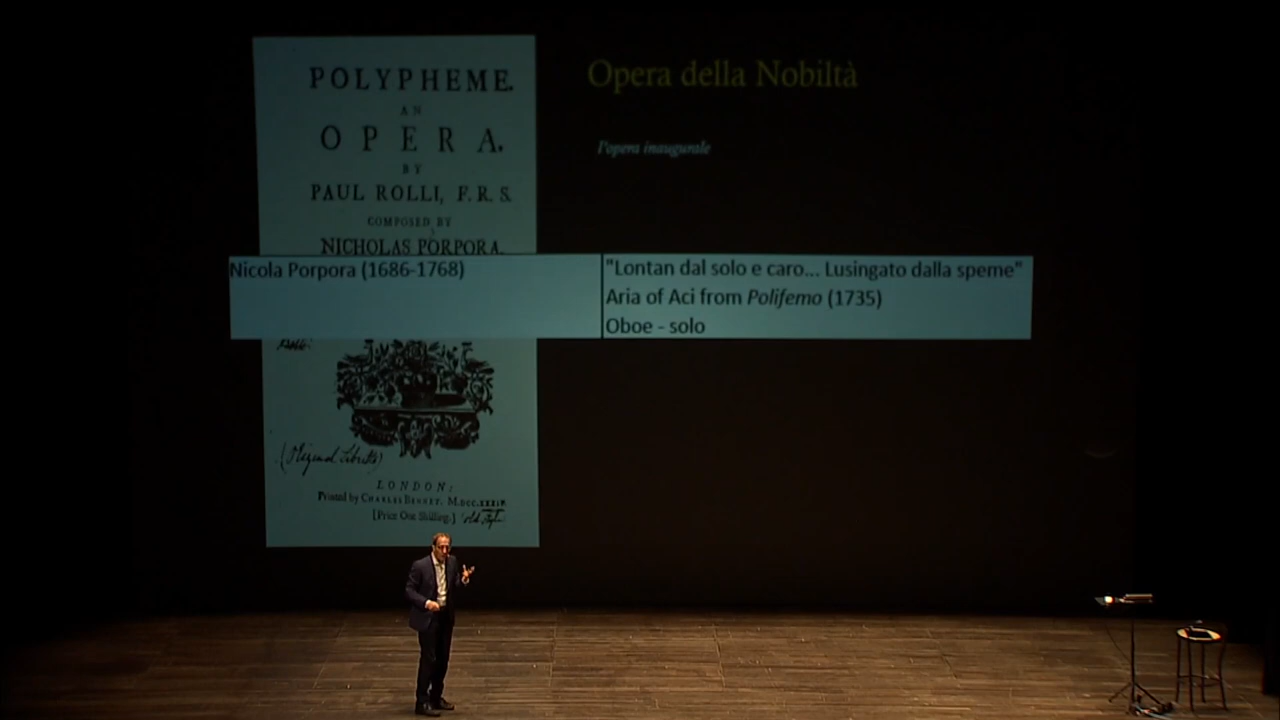 POLYPHEME.
AN
OPERA.
BY
PAUL ROLLI, F. R. S.
COMPOSED BY
NICHOLAS PORPORA.
Opera della Nobiltà
l'opera inaugurale
Nicola Porpora (1686-1768)
"Lontan dal solo e caro... Lusingato dalla speme"
Aria of Aci from Polifemo (1735)
Oboe - solo
(Original Libretto)
LONDON:
Printed by CHARLES BENNET, M.DCC.
[Price One Shilling.]